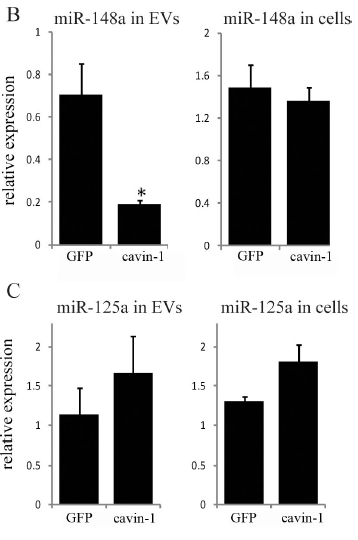 B
miR-148a in EVs miR-148a in cells
relative expression
1
0.8
0.6
0.4
0.2
0
*
GFP cavin-1
2
1.6
1.2
0.8
0.4
0
GFP cavin-1
C
miR-125a in EVs miR-125a in cells
relative expression
2
1.5
1
0.5
0
GFP cavin-1
2
1.5
1
0.5
0
GFP cavin-1